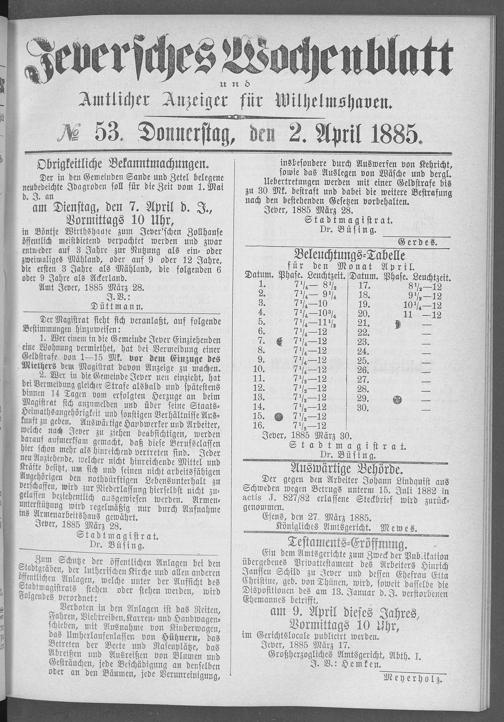 Jeversches Wochenblatt
und
Amtlicher Anzeiger für Wilhelmshaven.
№ 53. Donnerstag, den 2. April 1885.
Obrigkeitliche Bekanntmachungen.
Der in den Gemeinden Sande und Zetel belegene
neubedeichte Idagroden soll für die Zeit vom 1. Mai
d. J. an
am Dienstag, den 7. April d. J.,
Vormittags 10 Uhr,
in Böntje Wirthshause zum Jever'schen Zollhause
öffentlich meistbietend verpachtet werden und zwar
entweder auf 3 Jahre zur Nutzung als ein- oder
zweimaliges Mähland, oder auf 9 oder 12 Jahre,
die ersten 3 Jahre als Mähland, die folgenden 6
oder 9 Jahre als Ackerland.
Amt Jever, 1885 März 28.
J. V.:
Düttmann.
Der Magistrat sieht sich veranlaßt, auf folgende
Bestimmungen hinzuweisen:
1. Wer einem in die Gemeinde Jever Einziehenden
eine Wohnung vermiethet, hat bei Vermeidung einer
Geldstrafe von 1—15 Mk. vor dem Einzuge des
Miethers dem Magistrat davon Anzeige zu machen.
2. Wer in die Gemeinde Jever neu einzieht, hat
bei Vermeidung gleicher Strafe alsbald und spätestens
binnen 14 Tagen vom erfolgten Herzuge an beim
Magistrat sich anzumelden und über seine Staats-
Heimathsangehörigkeit und sonstigen Verhältnisse Aus-
kunft zu geben. Auswärtige Handwerker und Arbeiter,
welche nach Jever zu ziehen beabsichtigen, werden
darauf aufmerksam gemacht, daß diese Berufsclassen
hier schon mehr als hinreichend vertreten sind. Jeder
neu Anziehende, welcher nicht hinreichende Mittel und
Kräfte besitzt, um sich und seinen nicht arbeitsfähigen
Angehörigen den nothdürftigen Lebensunterhalt zu
verschaffen, wird zur Niederlassung hierselbst nicht zu-
gelassen beziehentlich ausgewiesen werden. Armen-
unterstützung wird regelmäßig nur durch Aufnahme
ins Armenarbeitshaus gewährt.
Jever, 1885 März 28.
Stadtmagistrat.
Dr. Büsing.
Zum Schutze der öffentlichen Anlagen bei den
Stadtgräben, der lutherischen Kirche und allen anderen
öffentlichen Anlagen, welche unter der Aufsicht des
Stadtmagistrats stehen oder stehen werden, wird
Folgendes verordnet:
Verboten in den Anlagen ist das Reiten,
Fahren, Viehtreiben, Karren- und Handwagen-
schieben, mit Ausnahme von Kinderwagen,
das Umherlaufenlassen von Hühnern, das
Betreten der Beete und Rasenplätze, das
Abreißen und Ausreißen von Blumen und
Gesträuchen, jede Beschädigung an denselben
oder an den Bäumen, jede Verunreinigung,
insbesondere durch Auswerfen von Kehricht,
sowie das Auslegen von Wäsche und dergl.
Uebertretungen werden mit einer Geldstrafe bis
zu 30 Mk. bestraft und dabei die weitere Bestrafung
nach den bestehenden Gesetzen vorbehalten.
Jever, 1885 März 28.
Stadtmagistrat.
Dr. Büsing.
Gerdes.
Beleuchtungs-Tabelle
für den Monat April.
Datum. Phase. Leuchtzeit. Datum. Phase. Leuchtzeit.
1. 7¼— 8½ 17. 8½—12
2. 7¼— 9¼ 18. 9½—12
3. 7¼—10 19. 10¼—12
4. 7¼—10¾ 20. 11 —12
5. 7¼—11½ 21. —
6. 7½—12 22. —
7. 7½—12 23. —
8. 7½—12 24. —
9. 7½—12 25. —
10. 7½—12 26. —
11. 7½—12 27. —
12. 7½—12 28. —
13. 7½—12 29. —
14. 7½—12 30. —
15. 7½—12
16. 7½—12
Jever, 1885 März 30.
Stadtmagistrat.
Dr. Büsing.
Auswärtige Behörde.
Der gegen den Arbeiter Johann Lindquist aus
Schweden wegen Betrugs unterm 15. Juli 1882 in
actis J. 827/82 erlassene Steckbrief wird zurück-
genommen.
Esens, den 27. März 1885.
Königliches Amtsgericht. Mewes.
Testaments-Eröffnung.
Ein dem Amtsgerichte zum Zweck der Publikation
übergebenes Privattestament des Arbeiters Hinrich
Janssen Schild zu Jever und dessen Ehefrau Etta
Christine, geb. von Thünen, wird, soweit dasselbe die
Dispositionen des am 13. Januar d. J. verstorbenen
Ehemannes betrifft,
am 9. April dieses Jahres,
Vormittags 10 Uhr,
im Gerichtslocale publicirt werden.
Jever, 1885 März 17.
Großherzogliches Amtsgericht, Abth. I.
J. V.: Hemken.
Meyerholz.